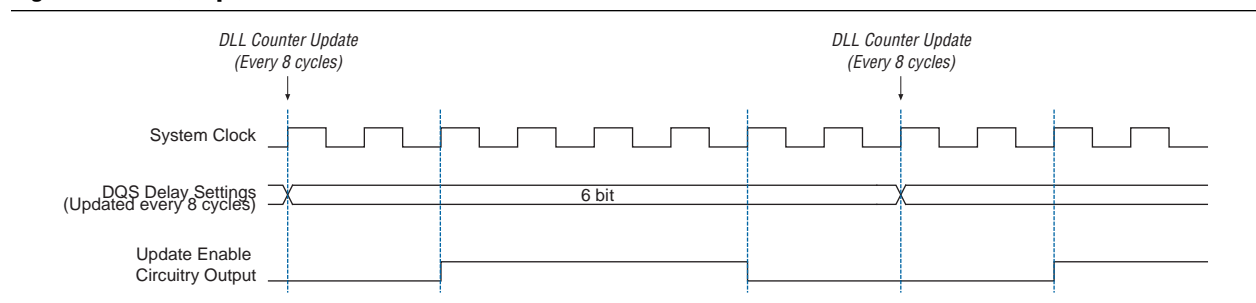 DLL Counter Update
(Every 8 cycles)
DLL Counter Update
(Every 8 cycles)
System Clock
DQS Delay Settings
(Updated every 8 cycles)
6 bit
Update Enable
Circuitry Output